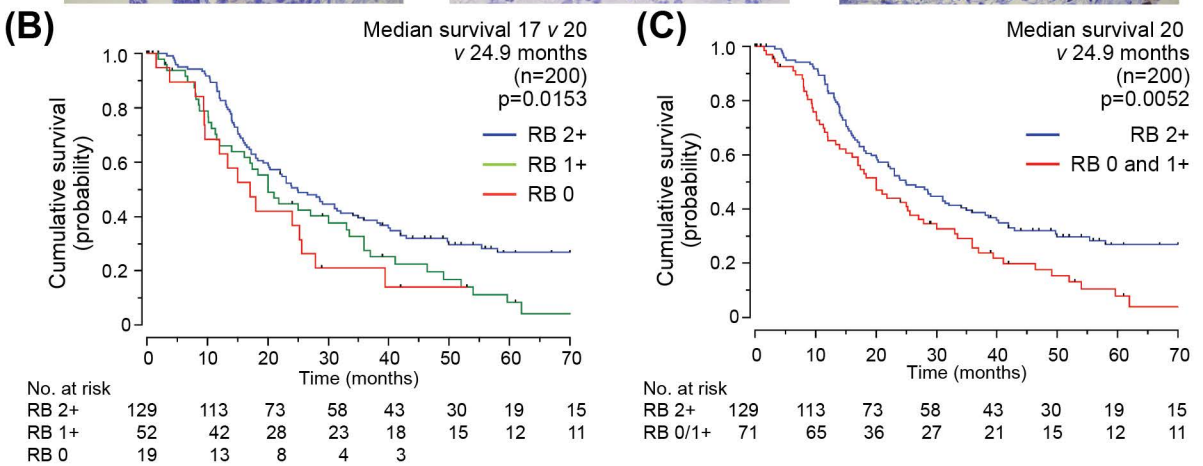 (B)
Median survival 17 v 20
v 24.9 months
(n=200)
p=0.0153
RB 2+
RB 1+
RB 0
Cumulative survival
(probability)
1.0
0.8
0.6
0.4
0.2
0
0 10 20 30 40 50 60 70
Time (months)
No. at risk
RB 2+ 129 113 73 58 43 30 19 15
RB 1+ 52 42 28 23 18 15 12 11
RB 0 19 13 8 4 3
(C)
Median survival 20
v 24.9 months
(n=200)
p=0.0052
RB 2+
RB 0 and 1+
Cumulative survival
(probability)
1.0
0.8
0.6
0.4
0.2
0
0 10 20 30 40 50 60 70
Time (months)
No. at risk
RB 2+ 129 113 73 58 43 30 19 15
RB 0/1+ 71 65 36 27 21 15 12 11